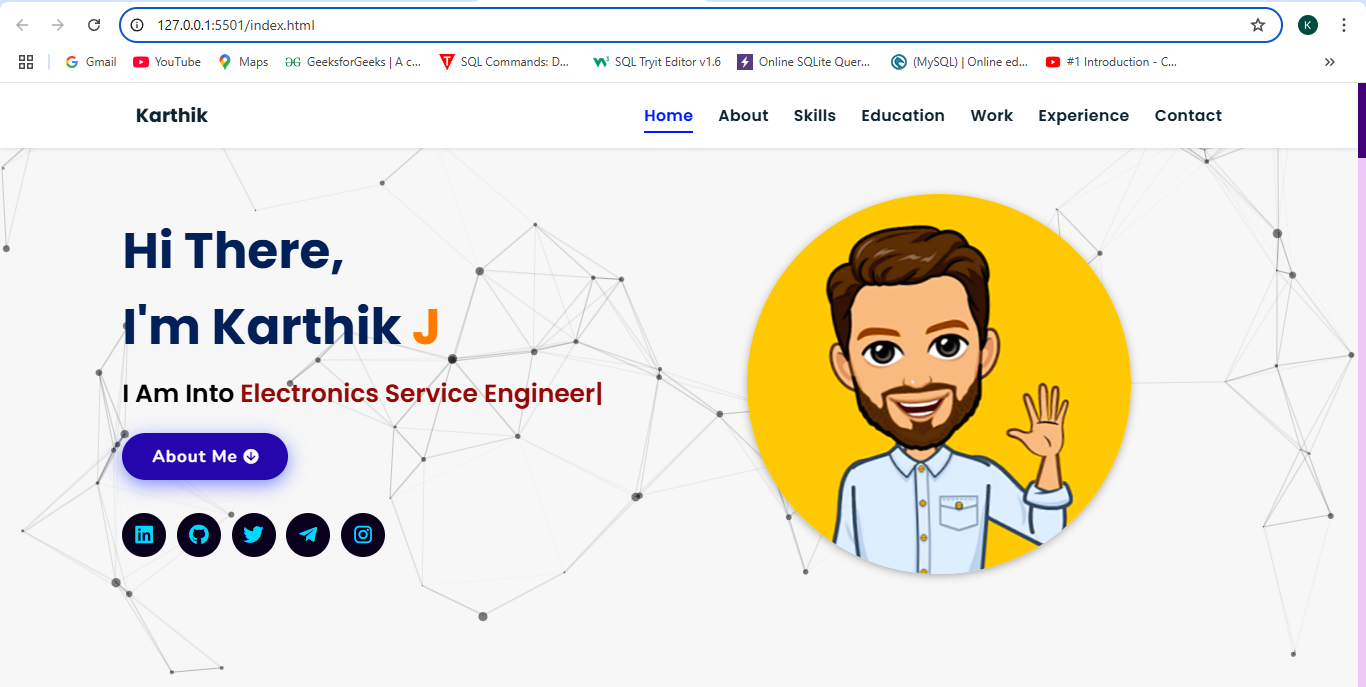 127.0.0.1:5501/index.html
K
Gmail YouTube Maps GeeksforGeeks | A c... SQL Commands: D... SQL Tryit Editor v1.6 Online SQLite Quer... (MySQL) | Online ed... #1 Introduction - C...
Karthik Home About Skills Education Work Experience Contact
Hi There,
I'm Karthik J
I Am Into Electronics Service Engineer|
About Me